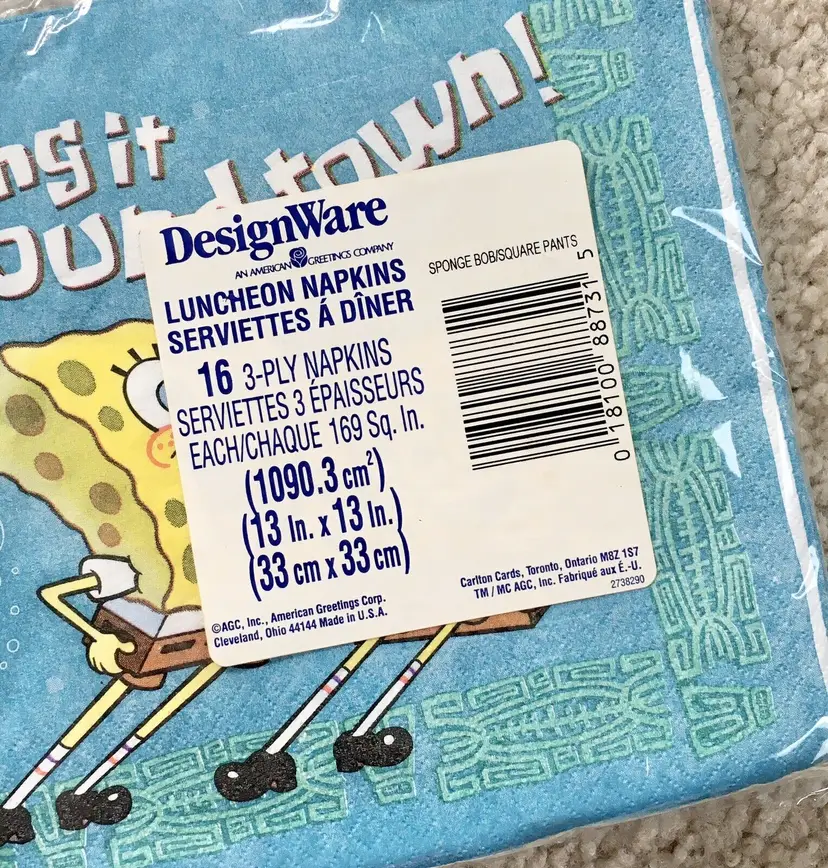 ng it
ound town!
DesignWare
AN AMERICAN GREETINGS COMPANY
LUNCHEON NAPKINS
SERVIETTES Á DÎNER
16 3-PLY NAPKINS
SERVIETTES 3 ÉPAISSEURS
EACH/CHAQUE 169 Sq. In.
(1090.3 cm²)
(13 In. x 13 In.)
(33 cm x 33 cm)
©AGC, Inc., American Greetings Corp.
Cleveland, Ohio 44144 Made in U.S.A.
SPONGE BOB/SQUARE PANTS
0 18100 88731 5
Carlton Cards, Toronto, Ontario M8Z 1S7
TM / MC AGC, Inc. Fabriqué aux É.-U.
2738290